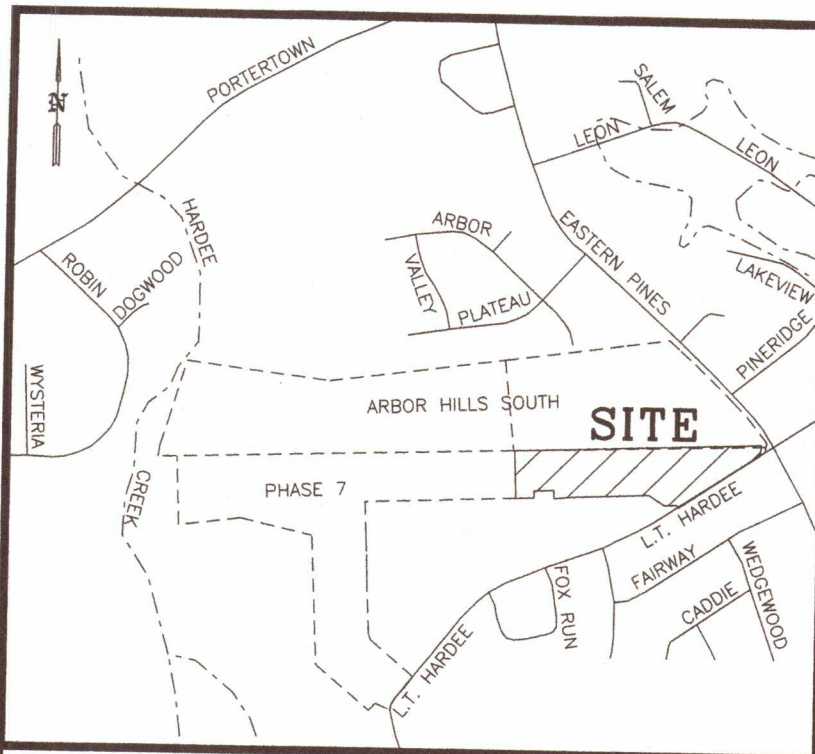 PORTERTOWN
N
SALEM
LEON
LEON
HARDEE
ARBOR
EASTERN PINES
ROBIN
DOGWOOD
VALLEY
LAKEVIEW
PLATEAU
PINERIDGE
WYSTERIA
ARBOR HILLS SOUTH
SITE
CREEK
PHASE 7
L.T. HARDEE
FAIRWAY
WEDGEWOOD
FOX RUN
CADDIE
L.T. HARDEE